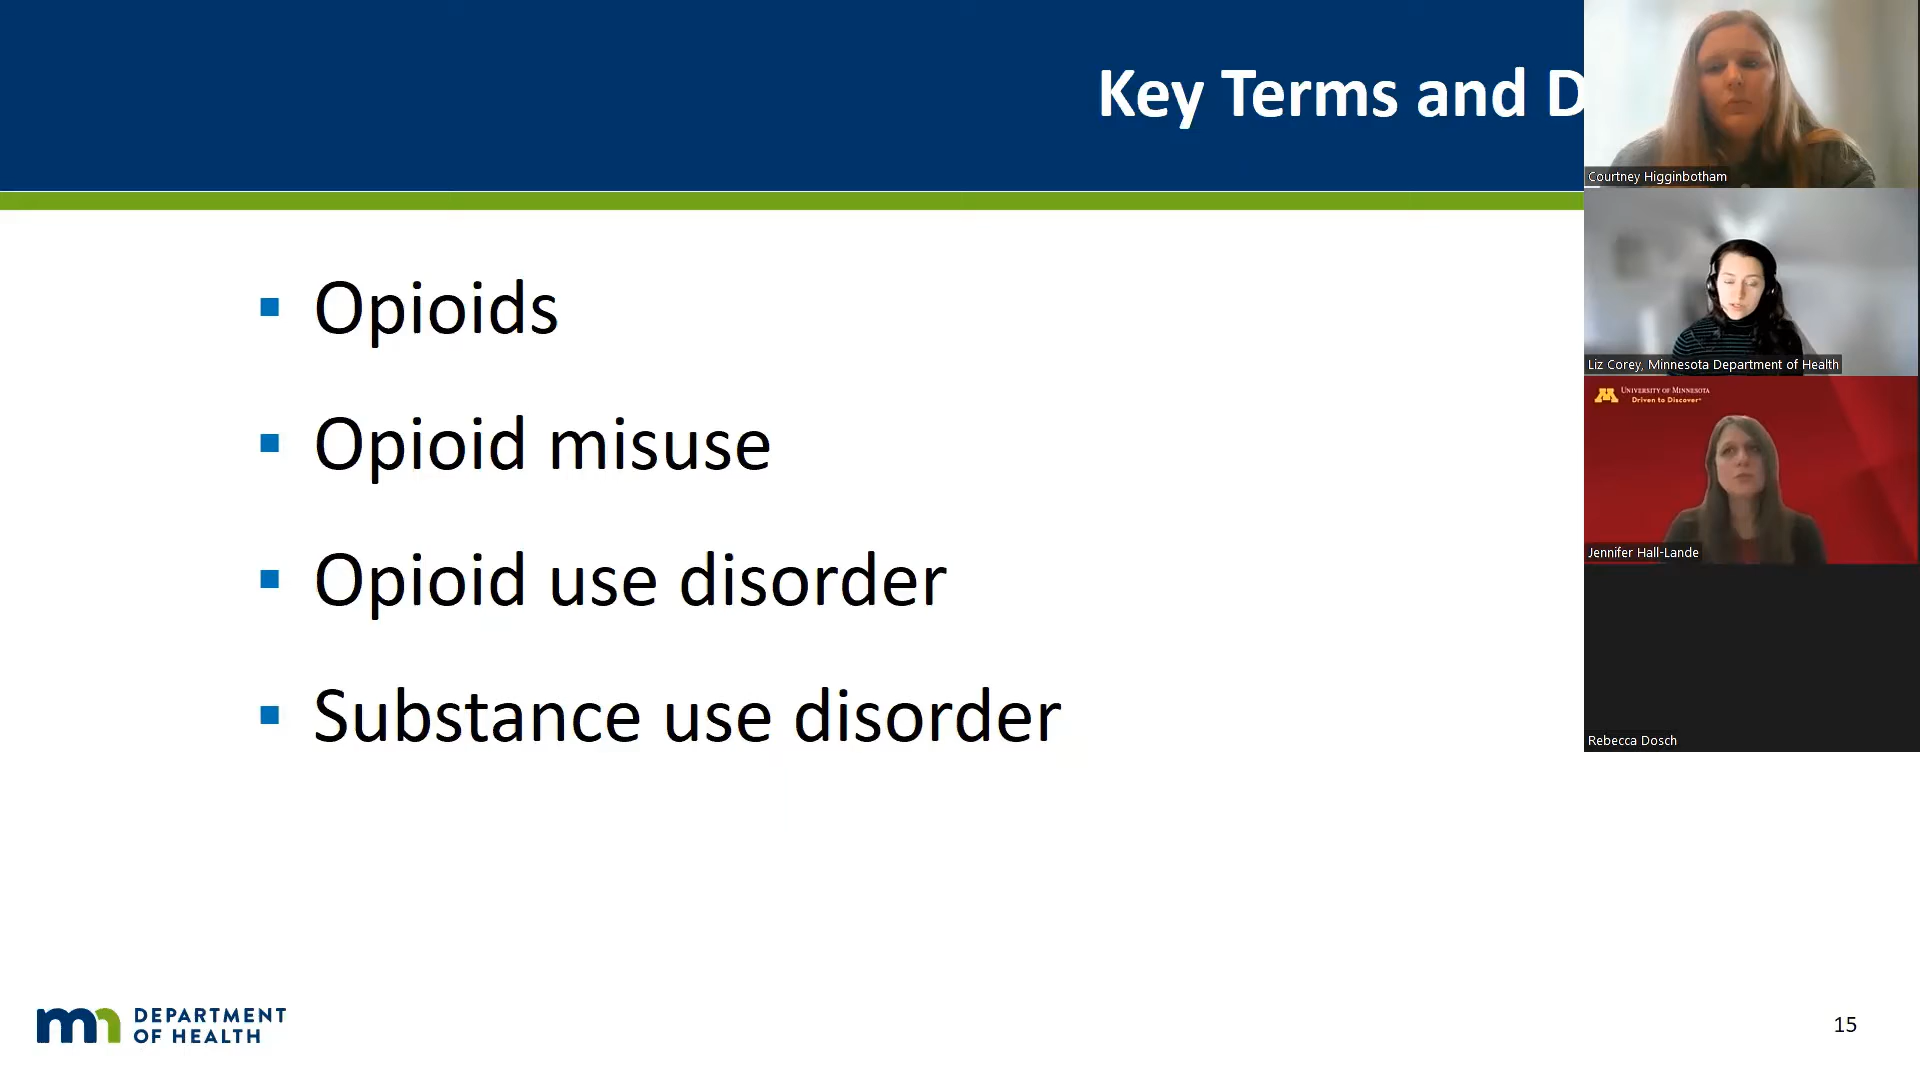 Key Terms and D
Opioids
Opioid misuse
Opioid use disorder
Substance use disorder
Courtney Higginbotham
Liz Corey, Minnesota Department of Health
UNIVERSITY OF MINNESOTA
Driven to Discover
Jennifer Hall-Lande
Rebecca Dosch
mn DEPARTMENT
OF HEALTH
15